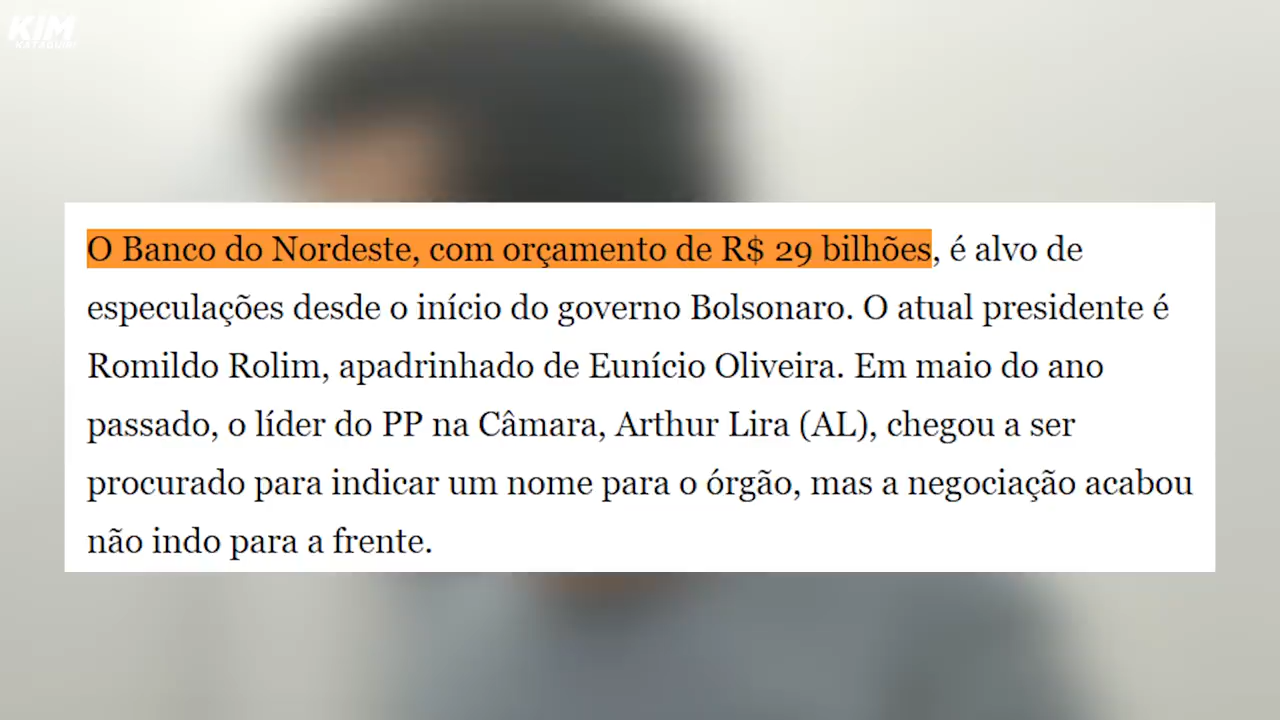 KIM
KATAGUIRI
O Banco do Nordeste, com orçamento de R$ 29 bilhões, é alvo de
especulações desde o início do governo Bolsonaro. O atual presidente é
Romildo Rolim, apadrinhado de Eunício Oliveira. Em maio do ano
passado, o líder do PP na Câmara, Arthur Lira (AL), chegou a ser
procurado para indicar um nome para o órgão, mas a negociação acabou
não indo para a frente.